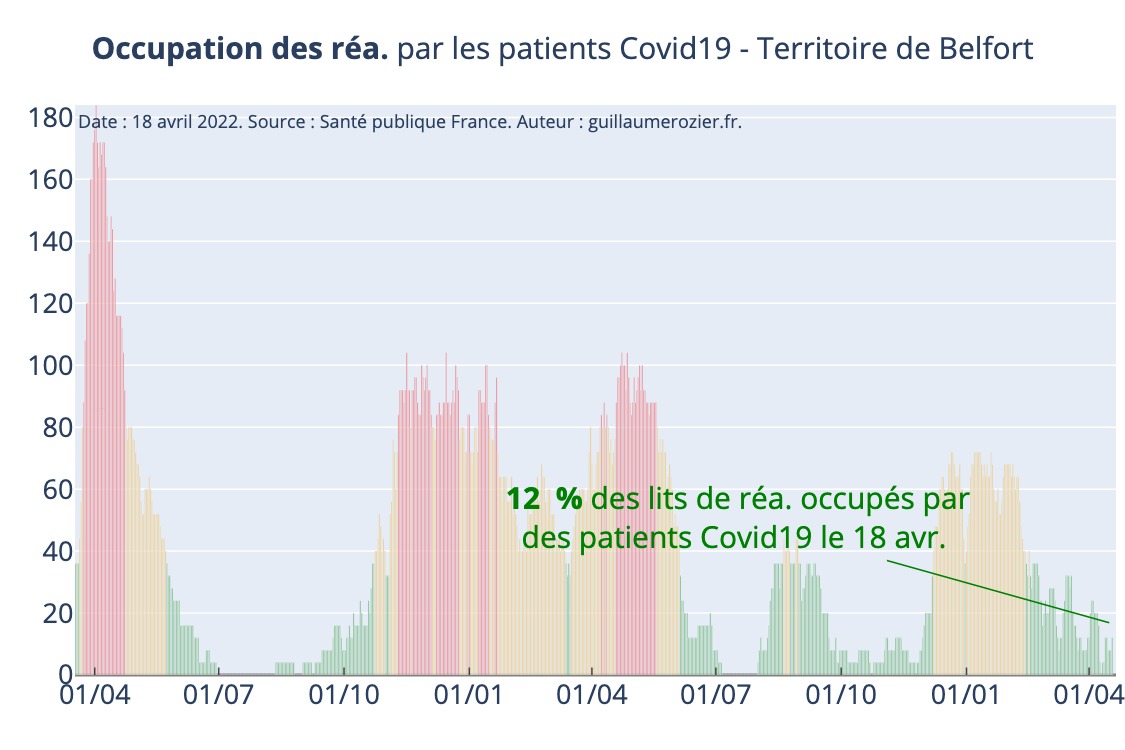 Occupation des réa. par les patients Covid19 - Territoire de Belfort
180
Date : 18 avril 2022. Source : Santé publique France. Auteur : guillaumerozier.fr.
160
140
120
100
80
60
12 % des lits de réa. occupés par
des patients Covid19 le 18 avr.
40
20
0
01/04 01/07 01/10 01/01 01/04 01/07 01/10 01/01 01/04